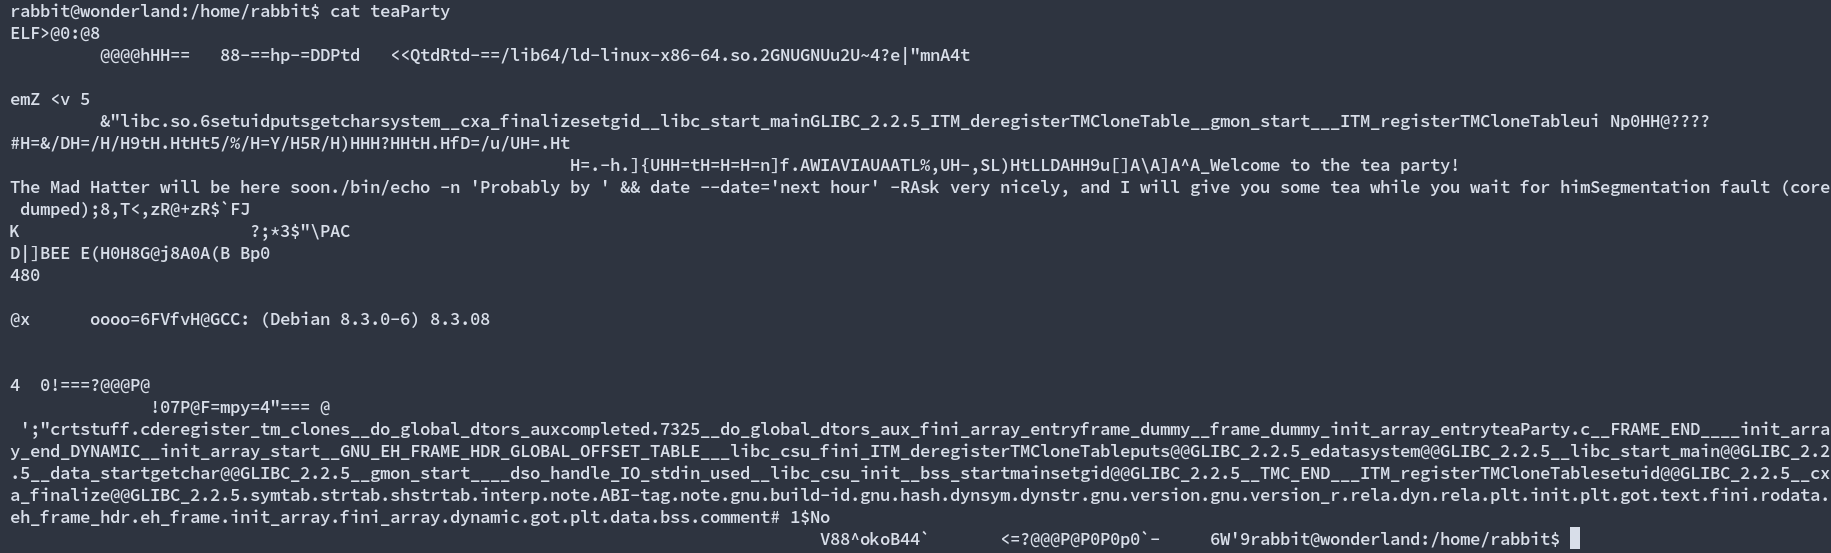 rabbit@wonderland:/home/rabbit$ cat teaParty
ELF>@0:@8
@@@@hHH==   88-==hp-=DDPtd   <<QtdRtd-==/lib64/ld-linux-x86-64.so.2GNUGNUu2U~4?e|"mnA4t
emZ <v 5
&"libc.so.6setuidputsgetcharsystem__cxa_finalizesetgid__libc_start_mainGLIBC_2.2.5_ITM_deregisterTMCloneTable__gmon_start___ITM_registerTMCloneTableui Np0HH@????
#H=&/DH=/H/H9tH.HtHt5/%/H=Y/H5R/H)HHH?HHtH.HfD=/u/UH=.Ht
H=.-h.]{UHH=tH=H=H=n]f.AWIAVIAUAATL%,UH-,SL)HtLLDAHH9u[]A\A]A^A_Welcome to the tea party!
The Mad Hatter will be here soon./bin/echo -n 'Probably by ' && date --date='next hour' -RAsk very nicely, and I will give you some tea while you wait for himSegmentation fault (core
dumped);8,T<,zR@+zR$`FJ
K                       ?;*3$"\PAC
D|]BEE E(H0H8G@j8A0A(B Bp0
480
@x      oooo=6FVfvH@GCC: (Debian 8.3.0-6) 8.3.08
4  0!===?@@@P@
!07P@F=mpy=4"=== @
';"crtstuff.cderegister_tm_clones__do_global_dtors_auxcompleted.7325__do_global_dtors_aux_fini_array_entryframe_dummy__frame_dummy_init_array_entryteaParty.c__FRAME_END____init_arra
y_end_DYNAMIC__init_array_start__GNU_EH_FRAME_HDR_GLOBAL_OFFSET_TABLE___libc_csu_fini_ITM_deregisterTMCloneTableputs@@GLIBC_2.2.5_edatasystem@@GLIBC_2.2.5__libc_start_main@@GLIBC_2.2
.5__data_startgetchar@@GLIBC_2.2.5__gmon_start____dso_handle_IO_stdin_used__libc_csu_init__bss_startmainsetgid@@GLIBC_2.2.5__TMC_END___ITM_registerTMCloneTablesetuid@@GLIBC_2.2.5__cx
a_finalize@@GLIBC_2.2.5.symtab.strtab.shstrtab.interp.note.ABI-tag.note.gnu.build-id.gnu.hash.dynsym.dynstr.gnu.version.gnu.version_r.rela.dyn.rela.plt.init.plt.got.text.fini.rodata.
eh_frame_hdr.eh_frame.init_array.fini_array.dynamic.got.plt.data.bss.comment# 1$No
V88^okoB44`       <=?@@@P@P0P0p0`-     6W'9rabbit@wonderland:/home/rabbit$